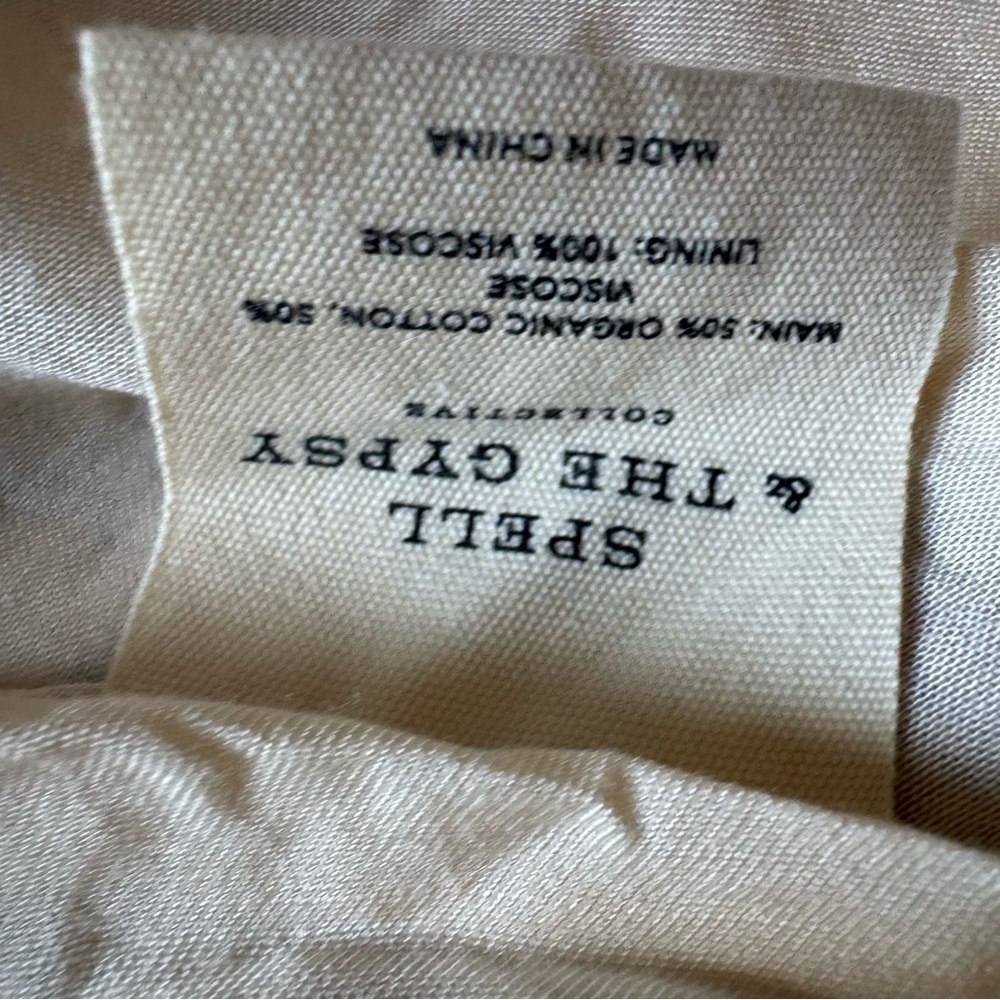 SPELL
& THE GYPSY
COLLECTIVE
MAIN: 50% ORGANIC COTTON, 50%
VISCOSE
LINING: 100% VISCOSE
MADE IN CHINA